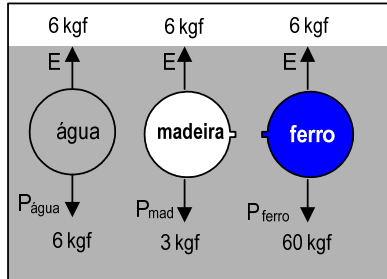 6 kgf 6 kgf 6 kgf
E E E
água madeira ferro
Págua Pmad Pferro
6 kgf 3 kgf 60 kgf